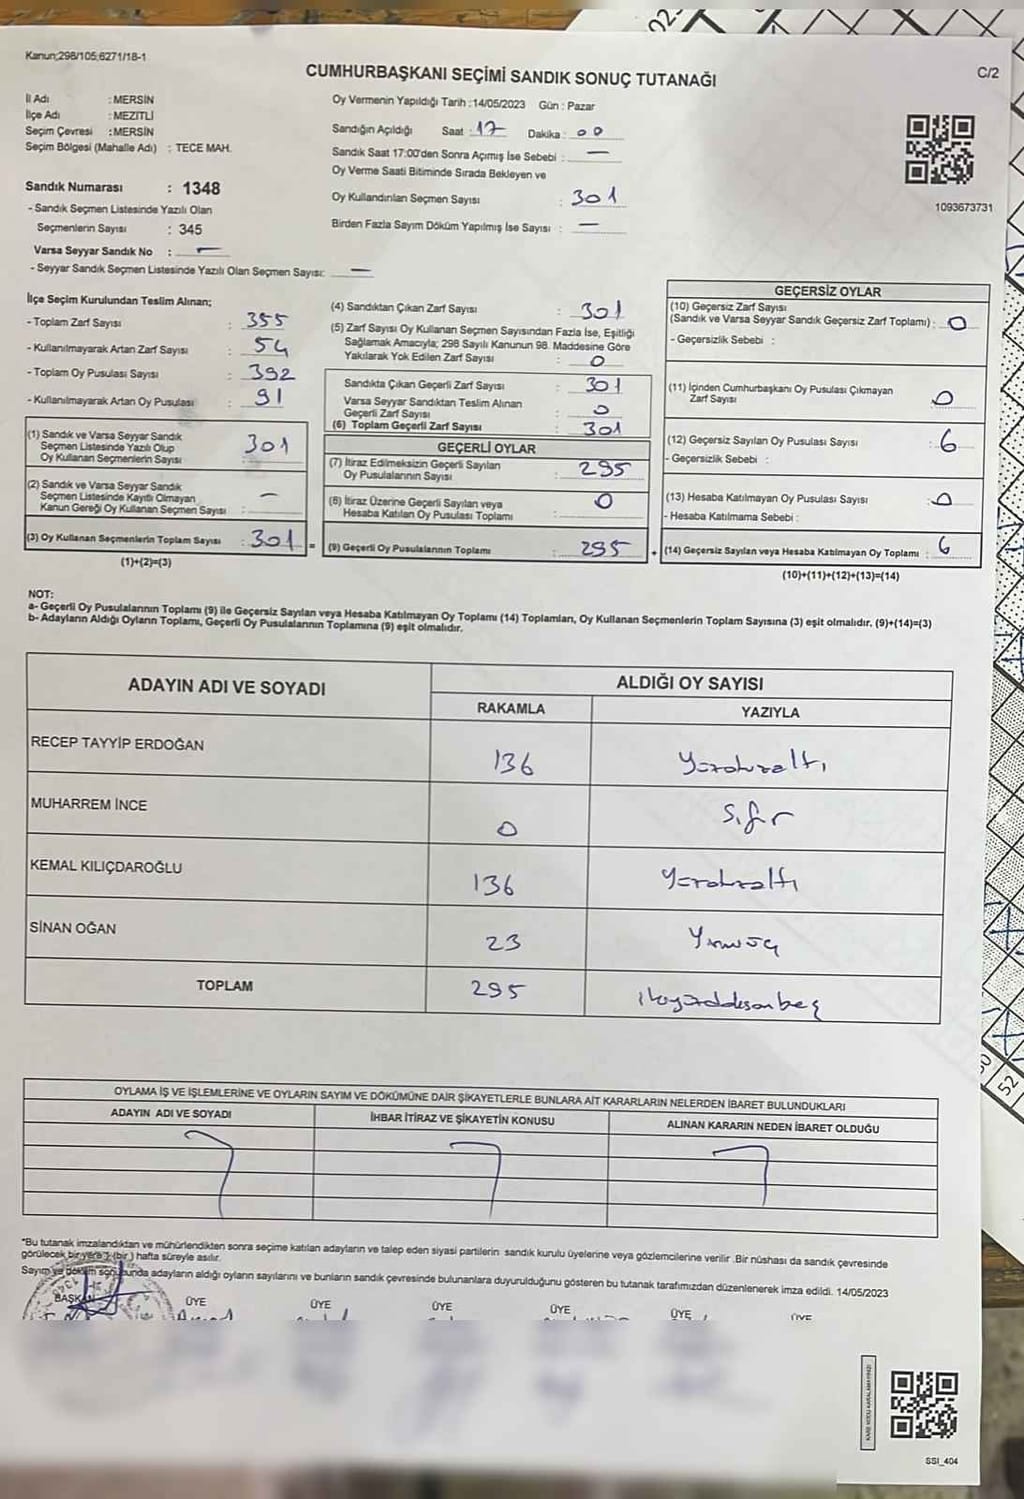 Kanun;298/105;6271/18-1
CUMHURBAŞKANI SEÇİMİ SANDIK SONUÇ TUTANAĞI
C/2
İl Adı : MERSİN
İlçe Adı : MEZİTLİ
Seçim Çevresi : MERSİN
Seçim Bölgesi (Mahalle Adı) : TECE MAH.
Sandık Numarası : 1348
- Sandık Seçmen Listesinde Yazılı Olan
Seçmenlerin Sayısı : 345
Varsa Seyyar Sandık No : —
- Seyyar Sandık Seçmen Listesinde Yazılı Olan Seçmen Sayısı: —
Oy Vermenin Yapıldığı Tarih :14/05/2023 Gün : Pazar
Sandığın Açıldığı Saat : 17 Dakika : 00
Sandık Saat 17:00'den Sonra Açımış İse Sebebi : —
Oy Verme Saati Bitiminde Sırada Bekleyen ve
Oy Kullandırılan Seçmen Sayısı : 301
Birden Fazla Sayım Döküm Yapılmış İse Sayısı : —
1093673731
İlçe Seçim Kurulundan Teslim Alınan;
- Toplam Zarf Sayısı : 355
- Kullanılmayarak Artan Zarf Sayısı : 54
- Toplam Oy Pusulası Sayısı : 392
- Kullanılmayarak Artan Oy Pusulası : 91
(1) Sandık ve Varsa Seyyar Sandık
Seçmen Listesinde Yazılı Olup
Oy Kullanan Seçmenlerin Sayısı : 301
(2) Sandık ve Varsa Seyyar Sandık
Seçmen Listesinde Kayıtlı Olmayan
Kanun Gereği Oy Kullanan Seçmen Sayısı : —
(3) Oy Kullanan Seçmenlerin Toplam Sayısı : 301 =
(1)+(2)=(3)
(4) Sandıktan Çıkan Zarf Sayısı : 301
(5) Zarf Sayısı Oy Kullanan Seçmen Sayısından Fazla İse, Eşitliği
Sağlamak Amacıyla; 298 Sayılı Kanunun 98. Maddesine Göre
Yakılarak Yok Edilen Zarf Sayısı : 0
Sandıkta Çıkan Geçerli Zarf Sayısı : 301
Varsa Seyyar Sandıktan Teslim Alınan
Geçerli Zarf Sayısı : 0
(6) Toplam Geçerli Zarf Sayısı : 301
GEÇERLİ OYLAR
(7) İtiraz Edilmeksizin Geçerli Sayılan
Oy Pusulalarının Sayısı : 295
(8) İtiraz Üzerine Geçerli Sayılan veya
Hesaba Katılan Oy Pusulası Toplamı : 0
(9) Geçerli Oy Pusulalarının Toplamı : 295 +
GEÇERSİZ OYLAR
(10) Geçersiz Zarf Sayısı
(Sandık ve Varsa Seyyar Sandık Geçersiz Zarf Toplamı) : 0
- Geçersizlik Sebebi :
(11) İçinden Cumhurbaşkanı Oy Pusulası Çıkmayan
Zarf Sayısı : 0
(12) Geçersiz Sayılan Oy Pusulası Sayısı : 6
- Geçersizlik Sebebi :
(13) Hesaba Katılmayan Oy Pusulası Sayısı : 0
- Hesaba Katılmama Sebebi :
(14) Geçersiz Sayılan veya Hesaba Katılmayan Oy Toplamı : 6
(10)+(11)+(12)+(13)=(14)
NOT:
a- Geçerli Oy Pusulalarının Toplamı (9) ile Geçersiz Sayılan veya Hesaba Katılmayan Oy Toplamı (14) Toplamları, Oy Kullanan Seçmenlerin Toplam Sayısına (3) eşit olmalıdır. (9)+(14)=(3)
b- Adayların Aldığı Oyların Toplamı, Geçerli Oy Pusulalarının Toplamına (9) eşit olmalıdır.
ADAYIN ADI VE SOYADI ALDIĞI OY SAYISI
RAKAMLA YAZIYLA
RECEP TAYYİP ERDOĞAN 136 Yüzotuzaltı
MUHARREM İNCE 0 Sıfır
KEMAL KILIÇDAROĞLU 136 Yüzotuzaltı
SİNAN OĞAN 23 Yirmiüç
TOPLAM 295 ikiyüzdoksanbeş
OYLAMA İŞ VE İŞLEMLERİNE VE OYLARIN SAYIM VE DÖKÜMÜNE DAİR ŞİKAYETLERLE BUNLARA AİT KARARLARIN NELERDEN İBARET BULUNDUKLARI
ADAYIN ADI VE SOYADI İHBAR İTİRAZ VE ŞİKAYETİN KONUSU ALINAN KARARIN NEDEN İBARET OLDUĞU
*Bu tutanak imzalandıktan ve mühürlendikten sonra seçime katılan adayların ve talep eden siyasi partilerin sandık kurulu üyelerine veya gözlemcilerine verilir .Bir nüshası da sandık çevresinde
görülecek bir yere 1 (bir ) hafta süreyle asılır.
Sayım ve döküm sonucunda adayların aldığı oyların sayılarını ve bunların sandık çevresinde bulunanlara duyurulduğunu gösteren bu tutanak tarafımızdan düzenlenerek imza edildi. 14/05/2023
BAŞKAN ÜYE ÜYE ÜYE ÜYE ÜYE ÜYE
SSI_404
52